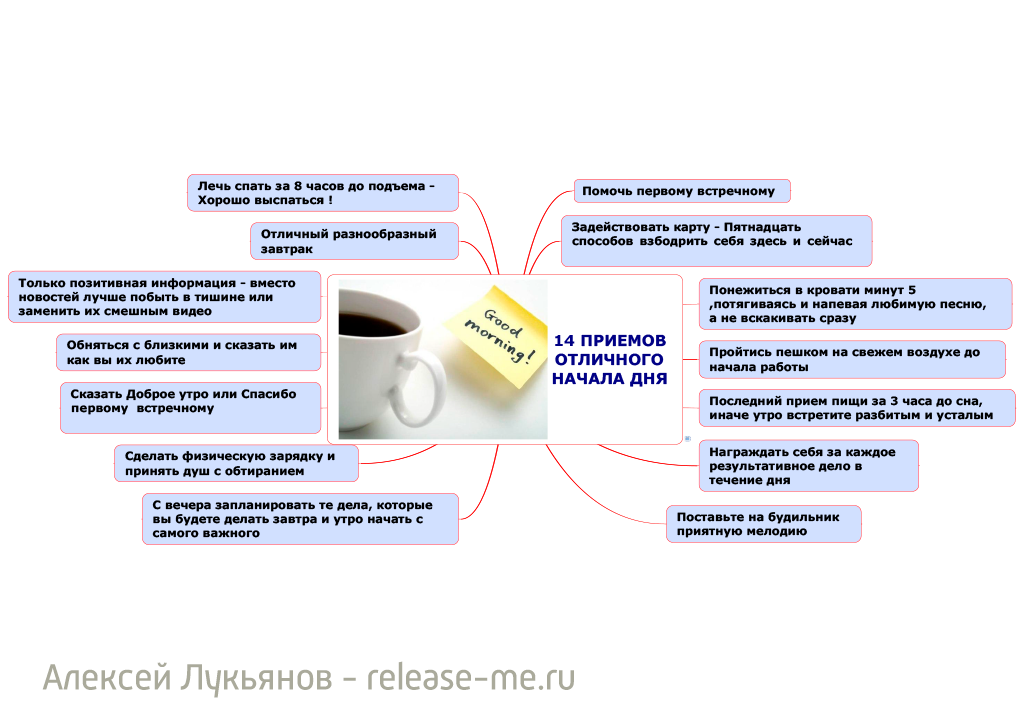 Лечь спать за 8 часов до подъема -
Хорошо выспаться !
Отличный разнообразный
завтрак
Только позитивная информация - вместо
новостей лучше побыть в тишине или
заменить их смешным видео
Обняться с близкими и сказать им
как вы их любите
Сказать Доброе утро или Спасибо
первому встречному
Сделать физическую зарядку и
принять душ с обтиранием
С вечера запланировать те дела, которые
вы будете делать завтра и утро начать с
самого важного
Good
morning!
14 ПРИЕМОВ
ОТЛИЧНОГО
НАЧАЛА ДНЯ
Помочь первому встречному
Задействовать карту - Пятнадцать
способов взбодрить себя здесь и сейчас
Понежиться в кровати минут 5
,потягиваясь и напевая любимую песню,
а не вскакивать сразу
Пройтись пешком на свежем воздухе до
начала работы
Последний прием пищи за 3 часа до сна,
иначе утро встретите разбитым и усталым
Награждать себя за каждое
результативное дело в
течение дня
Поставьте на будильник
приятную мелодию
Алексей Лукьянов - release-me.ru